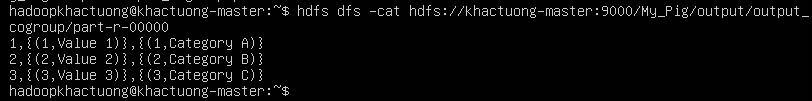 hadoopkhactuong@khactuong-master:~$ hdfs dfs -cat hdfs://khactuong-master:9000/My_Pig/output/output_
cogroup/part-r-00000
1,{(1,Value 1)},{(1,Category A)}
2,{(2,Value 2)},{(2,Category B)}
3,{(3,Value 3)},{(3,Category C)}
hadoopkhactuong@khactuong-master:~$